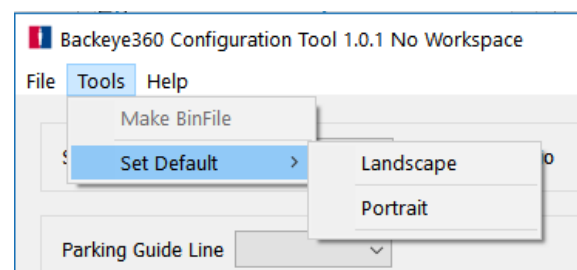 Backeye360 Configuration Tool 1.0.1 No Workspace
File Tools Help
Make BinFile
Set Default > Landscape
Portrait
Parking Guide Line